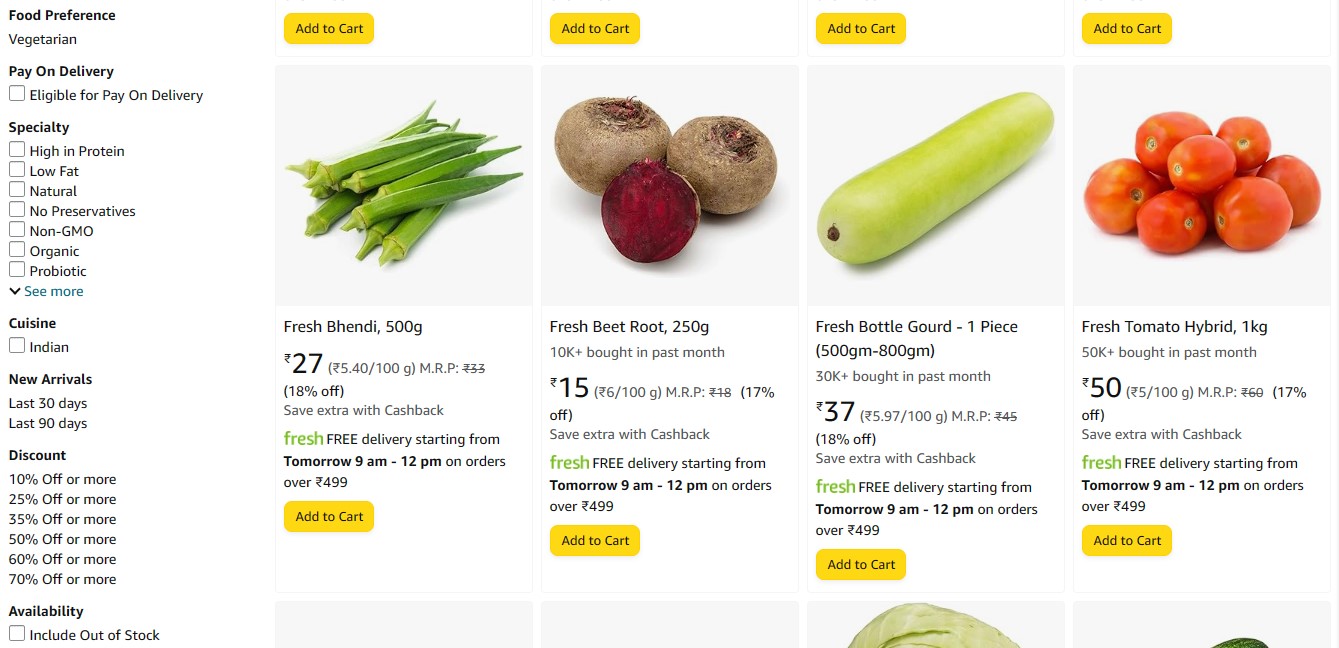 Food Preference
Vegetarian
Pay On Delivery
Eligible for Pay On Delivery
Specialty
High in Protein
Low Fat
Natural
No Preservatives
Non-GMO
Organic
Probiotic
See more
Cuisine
Indian
New Arrivals
Last 30 days
Last 90 days
Discount
10% Off or more
25% Off or more
35% Off or more
50% Off or more
60% Off or more
70% Off or more
Availability
Include Out of Stock
Add to Cart
Add to Cart
Add to Cart
Add to Cart
Fresh Bhendi, 500g
₹27 (₹5.40/100 g) M.R.P: ₹33
(18% off)
Save extra with Cashback
fresh FREE delivery starting from
Tomorrow 9 am - 12 pm on orders
over ₹499
Add to Cart
Fresh Beet Root, 250g
10K+ bought in past month
₹15 (₹6/100 g) M.R.P: ₹18 (17%
off)
Save extra with Cashback
fresh FREE delivery starting from
Tomorrow 9 am - 12 pm on orders
over ₹499
Add to Cart
Fresh Bottle Gourd - 1 Piece
(500gm-800gm)
30K+ bought in past month
₹37 (₹5.97/100 g) M.R.P: ₹45
(18% off)
Save extra with Cashback
fresh FREE delivery starting from
Tomorrow 9 am - 12 pm on orders
over ₹499
Add to Cart
Fresh Tomato Hybrid, 1kg
50K+ bought in past month
₹50 (₹5/100 g) M.R.P: ₹60 (17%
off)
Save extra with Cashback
fresh FREE delivery starting from
Tomorrow 9 am - 12 pm on orders
over ₹499
Add to Cart